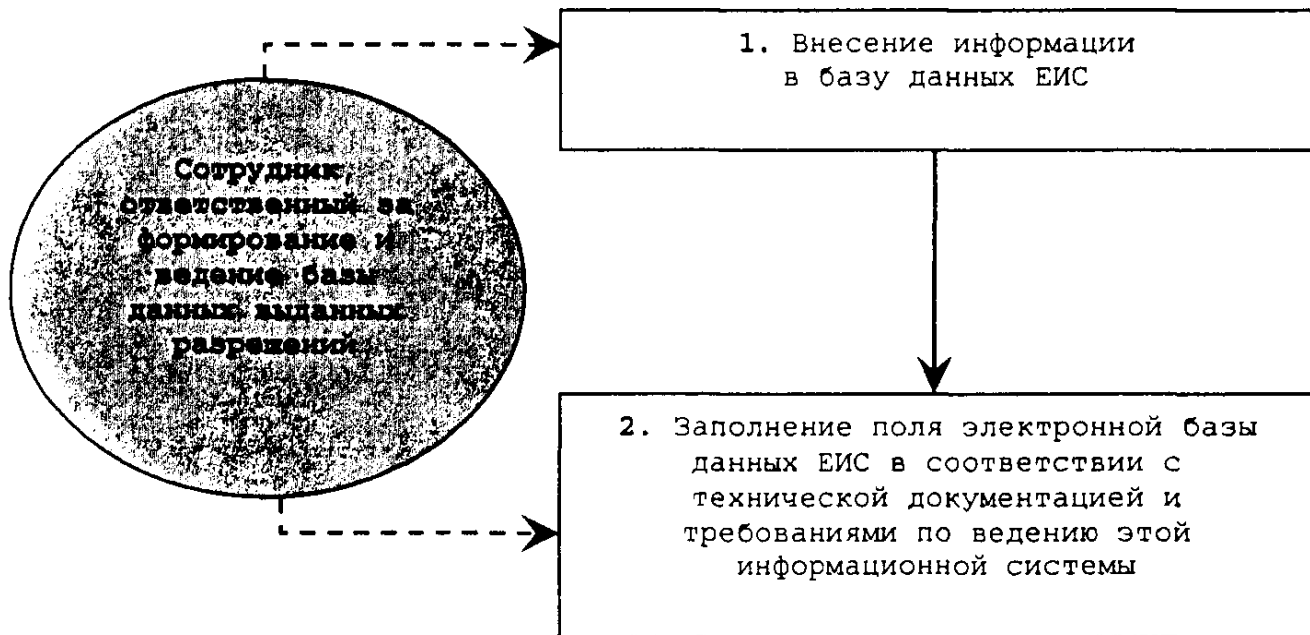 1. Внесение информации
в базу данных ЕИС
Сотрудник,
ответственный за
формирование и
ведение базы
данных выданных
разрешений
2. Заполнение поля электронной базы
данных ЕИС в соответствии с
технической документацией и
требованиями по ведению этой
информационной системы